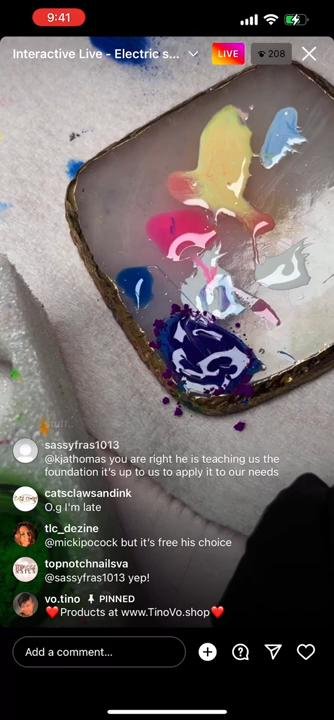 9:41
Interactive Live - Electric s...
LIVE
208
sassyfras1013
@kjathomas you are right he is teaching us the
foundation it's up to us to apply it to our needs
catsclawsandink
O.g I'm late
tlc_dezine
@mickipocock but it's free his choice
topnotchnailsva
@sassyfras1013 yep!
vo.tino PINNED
❤️Products at www.TinoVo.shop❤️
Add a comment...